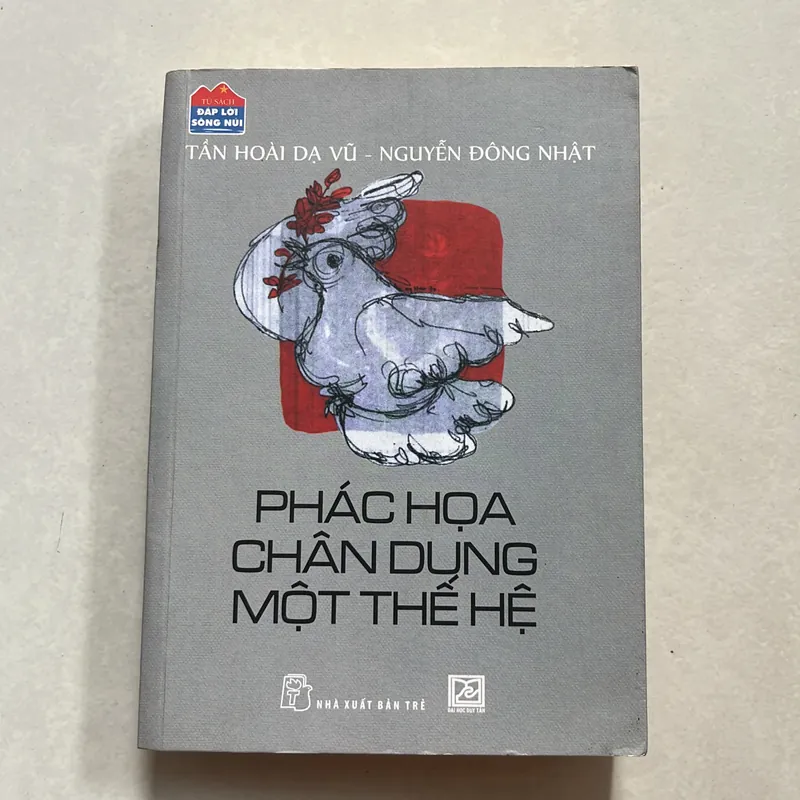 TỦ SÁCH
ĐÁP LỜI
SÔNG NÚI
TẦN HOÀI DẠ VŨ - NGUYỄN ĐÔNG NHẬT
PHÁC HỌA
CHÂN DUNG
MỘT THẾ HỆ
NHÀ XUẤT BẢN TRẺ
ĐẠI HỌC DUY TÂN